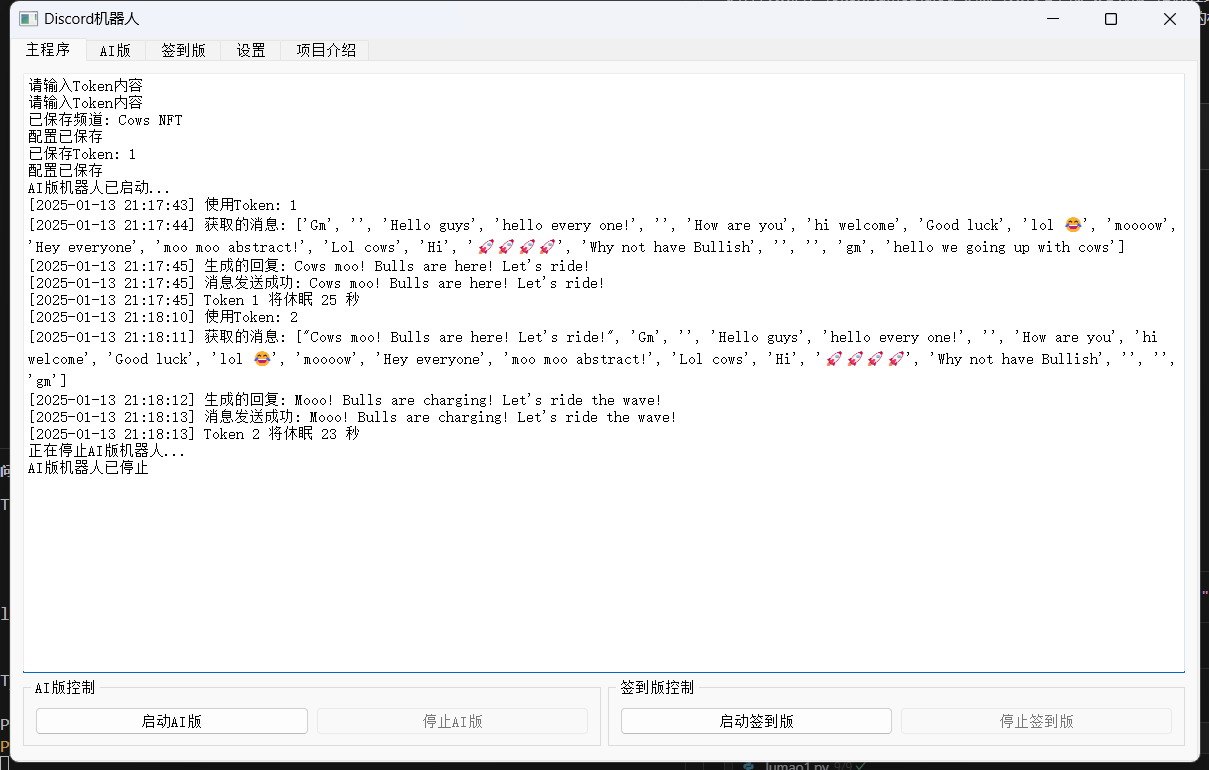 Discord机器人
主程序 AI版 签到版 设置 项目介绍
请输入Token内容
请输入Token内容
已保存频道: Cows NFT
配置已保存
已保存Token: 1
配置已保存
AI版机器人已启动...
[2025-01-13 21:17:43] 使用Token: 1
[2025-01-13 21:17:44] 获取的消息: ['Gm', '', 'Hello guys', 'hello every one!', '', 'How are you', 'hi welcome', 'Good luck', 'lol 😂', 'moooow',
'Hey everyone', 'moo moo abstract!', 'Lol cows', 'Hi', '🚀🚀🚀🚀', 'Why not have Bullish', '', '', 'gm', 'hello we going up with cows']
[2025-01-13 21:17:45] 生成的回复: Cows moo! Bulls are here! Let's ride!
[2025-01-13 21:17:45] 消息发送成功: Cows moo! Bulls are here! Let's ride!
[2025-01-13 21:17:45] Token 1 将休眠 25 秒
[2025-01-13 21:18:10] 使用Token: 2
[2025-01-13 21:18:11] 获取的消息: ["Cows moo! Bulls are here! Let's ride!", 'Gm', '', 'Hello guys', 'hello every one!', '', 'How are you', 'hi
welcome', 'Good luck', 'lol 😂', 'moooow', 'Hey everyone', 'moo moo abstract!', 'Lol cows', 'Hi', '🚀🚀🚀🚀', 'Why not have Bullish', '', '',
'gm']
[2025-01-13 21:18:12] 生成的回复: Mooo! Bulls are charging! Let's ride the wave!
[2025-01-13 21:18:13] 消息发送成功: Mooo! Bulls are charging! Let's ride the wave!
[2025-01-13 21:18:13] Token 2 将休眠 23 秒
正在停止AI版机器人...
AI版机器人已停止
AI版控制 签到版控制
启动AI版 停止AI版 启动签到版 停止签到版
lumao1.py 9/9